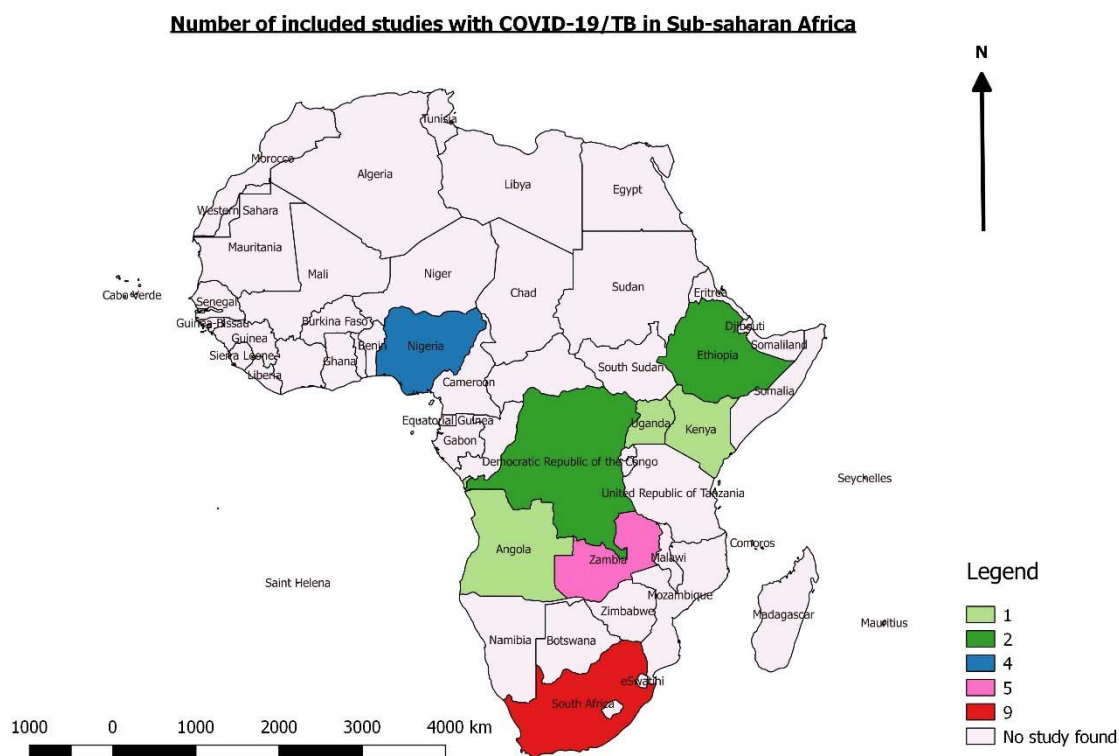 Number of included studies with COVID-19/TB in Sub-saharan Africa
N
Tunisia
Morocco
Algeria
Libya
Egypt
Western Sahara
Mauritania
Mali
Niger
Chad
Sudan
Eritrea
Cabo Verde
Senegal
Guinea-Bissau
Guinea
Burkina Faso
Benin
Nigeria
Djibouti
Somaliland
Ethiopia
Sierra Leone
Ghana
Liberia
Cameroon
South Sudan
Somalia
Equatorial Guinea
Gabon
Uganda
Kenya
Democratic Republic of the Congo
Seychelles
United Republic of Tanzania
Angola
Comoros
Zambia
Malawi
Saint Helena
Mozambique
Zimbabwe
Madagascar
Mauritius
Namibia
Botswana
eSwatini
South Africa
Legend
1
2
4
5
9
No study found
1000 0 1000 2000 3000 4000 km